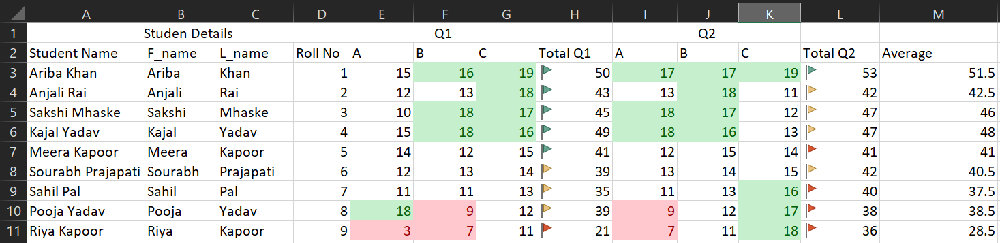 A B C D E F G H I J K L M
1 Studen Details Q1 Q2
2 Student Name F_name L_name Roll No A B C Total Q1 A B C Total Q2 Average
3 Ariba Khan Ariba Khan 1 15 16 19 50 17 17 19 53 51.5
4 Anjali Rai Anjali Rai 2 12 13 18 43 13 18 11 42 42.5
5 Sakshi Mhaske Sakshi Mhaske 3 10 18 17 45 18 17 12 47 46
6 Kajal Yadav Kajal Yadav 4 15 18 16 49 18 16 13 47 48
7 Meera Kapoor Meera Kapoor 5 14 12 15 41 12 15 14 41 41
8 Sourabh Prajapati Sourabh Prajapati 6 12 13 14 39 13 14 15 42 40.5
9 Sahil Pal Sahil Pal 7 11 11 13 35 11 13 16 40 37.5
10 Pooja Yadav Pooja Yadav 8 18 9 12 39 9 12 17 38 38.5
11 Riya Kapoor Riya Kapoor 9 3 7 11 21 7 11 18 36 28.5